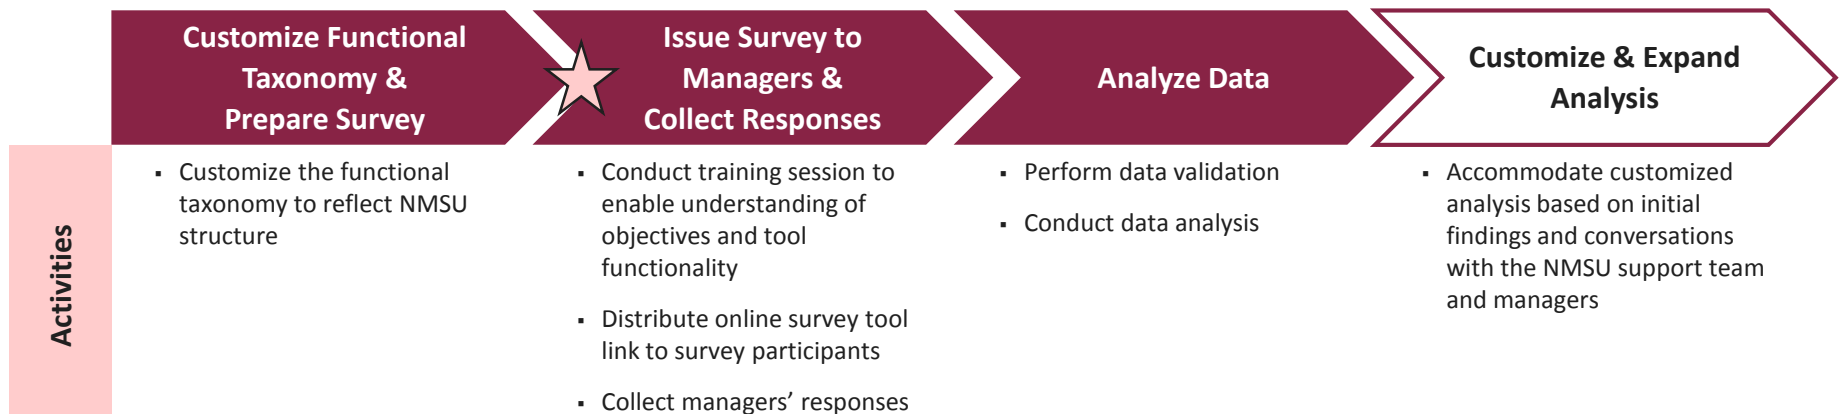 Customize Functional
Taxonomy &
Prepare Survey
Issue Survey to
Managers &
Collect Responses
Analyze Data
Customize & Expand
Analysis
Activities
▪ Customize the functional
taxonomy to reflect NMSU
structure
▪ Conduct training session to
enable understanding of
objectives and tool
functionality
▪ Distribute online survey tool
link to survey participants
▪ Collect managers’ responses
▪ Perform data validation
▪ Conduct data analysis
▪ Accommodate customized
analysis based on initial
findings and conversations
with the NMSU support team
and managers